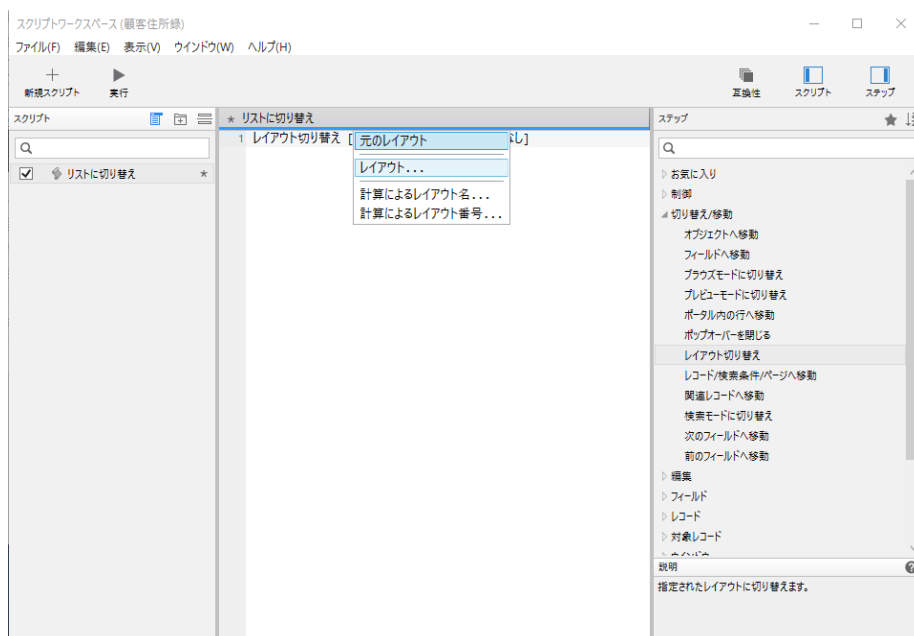 スクリプトワークスペース (顧客住所録)
ファイル(F) 編集(E) 表示(V) ウインドウ(W) ヘルプ(H)
新規スクリプト 実行 互換性 スクリプト ステップ
スクリプト
リストに切り替え
ステップ
1 レイアウト切り替え [ 元のレイアウト なし]
レイアウト...
計算によるレイアウト名...
計算によるレイアウト番号...
リストに切り替え *
お気に入り
制御
切り替え/移動
オブジェクトへ移動
フィールドへ移動
ブラウズモードに切り替え
プレビューモードに切り替え
ポータル内の行へ移動
ポップオーバーを閉じる
レイアウト切り替え
レコード/検索条件/ページへ移動
関連レコードへ移動
検索モードに切り替え
次のフィールドへ移動
前のフィールドへ移動
編集
フィールド
レコード
対象レコード
説明
指定されたレイアウトに切り替えます。